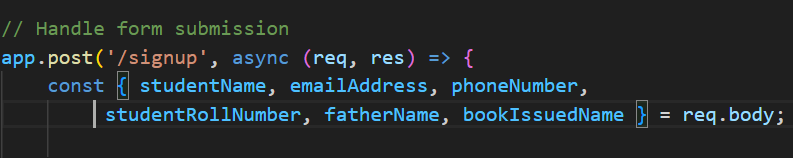 // Handle form submission
app.post('/signup', async (req, res) => {
const { studentName, emailAddress, phoneNumber,
studentRollNumber, fatherName, bookIssuedName } = req.body;